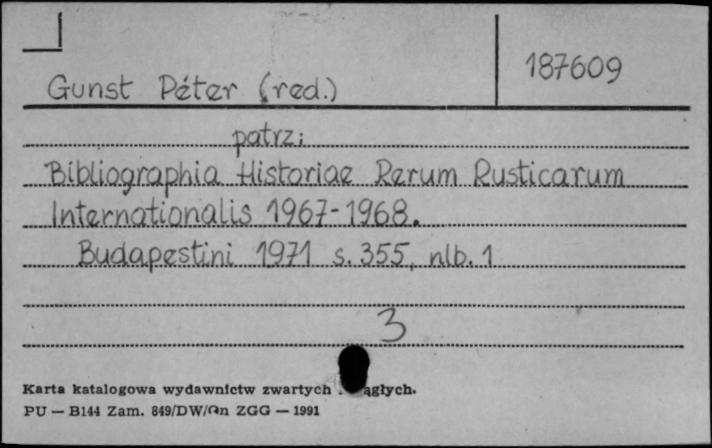 187609
Gunst Péter (red.)
patrz:
Bibliographia Historiae Rerum Rusticarum
Internationalis 1967-1968.
Budapestini 1971 s. 355, nlb. 1
3
Karta katalogowa wydawnictw zwartych
PU — B144 Zam. 849/DW/ ZGG — 1991